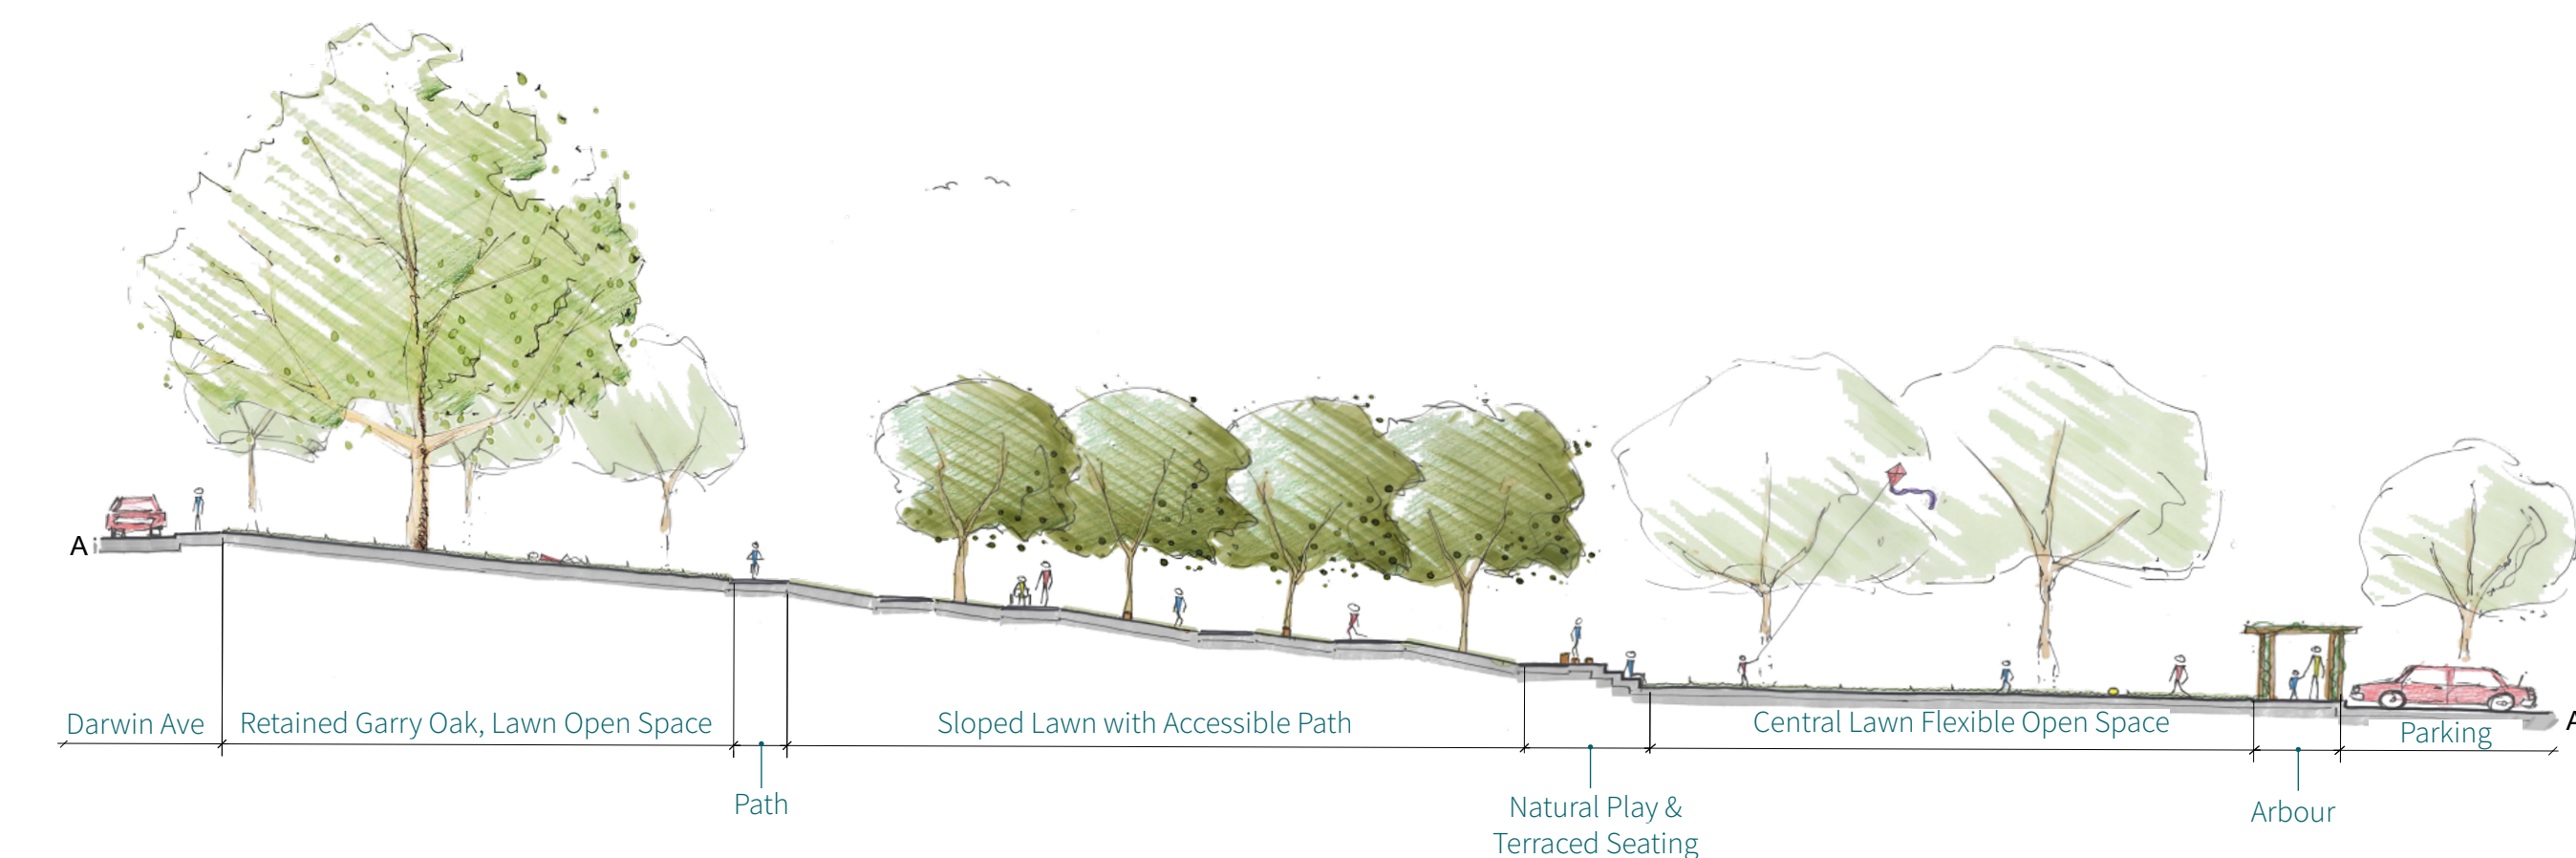 A
A
Darwin Ave
Retained Garry Oak, Lawn Open Space
Sloped Lawn with Accessible Path
Central Lawn Flexible Open Space
Parking
Path
Natural Play &
Terraced Seating
Arbour